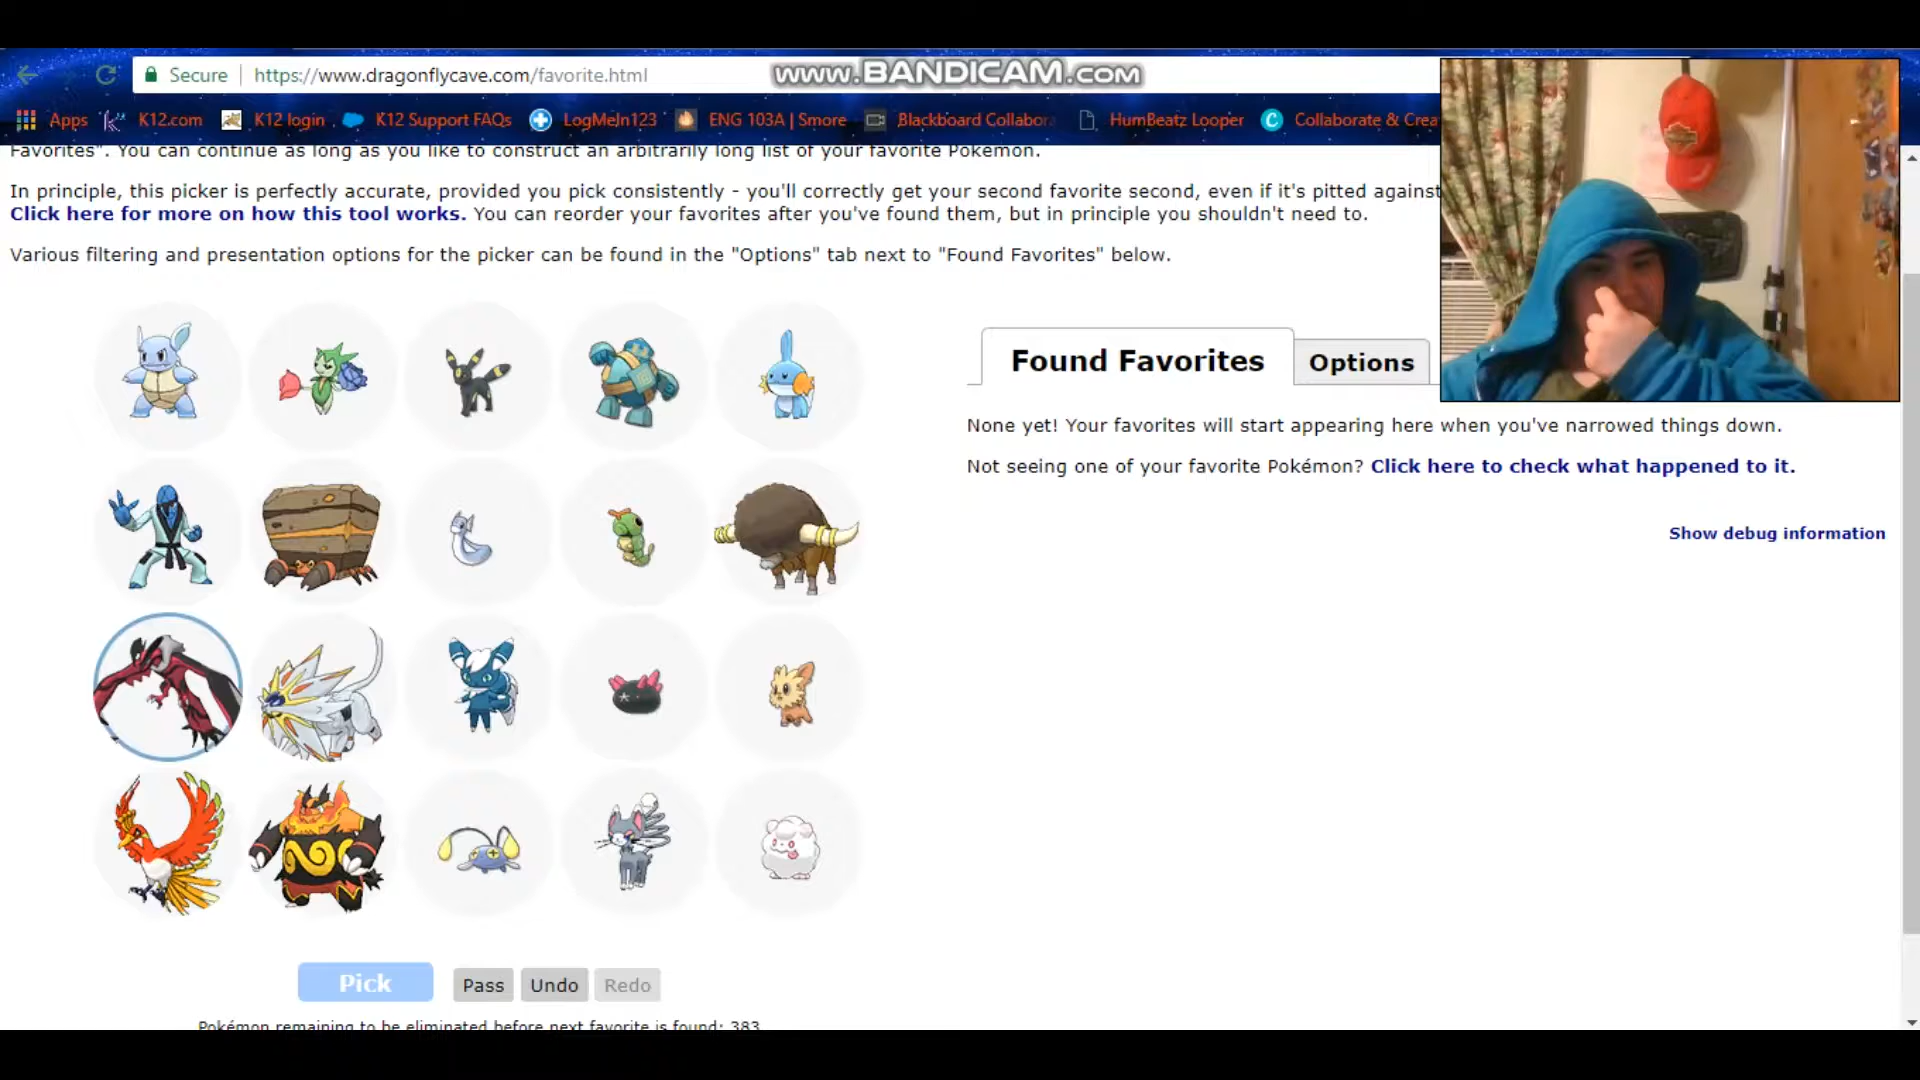 Secure https://www.dragonflycave.com/favorite.html www.BANDICAM.com
Apps K12.com K12 login K12 Support FAQs LogMeIn123 ENG 103A | Smore Blackboard Collabora HumBeatz Looper Collaborate & Crea
Favorites". You can continue as long as you like to construct an arbitrarily long list of your favorite Pokémon.
In principle, this picker is perfectly accurate, provided you pick consistently - you'll correctly get your second favorite second, even if it's pitted against
Click here for more on how this tool works. You can reorder your favorites after you've found them, but in principle you shouldn't need to.
Various filtering and presentation options for the picker can be found in the "Options" tab next to "Found Favorites" below.
Found Favorites Options
None yet! Your favorites will start appearing here when you've narrowed things down.
Not seeing one of your favorite Pokémon? Click here to check what happened to it.
Show debug information
Pick Pass Undo Redo
Pokémon remaining to be eliminated before next favorite is found: 383